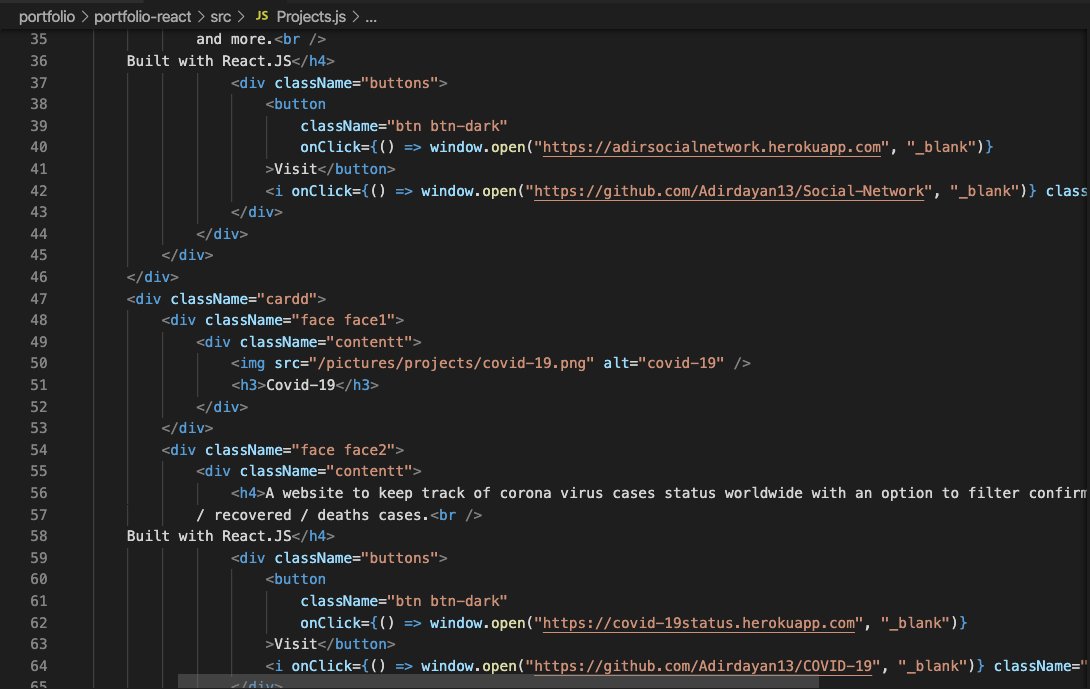 portfolio > portfolio-react > src > JS Projects.js > ...
35 and more.<br />
36 Built with React.JS</h4>
37 <div className="buttons">
38 <button
39 className="btn btn-dark"
40 onClick={() => window.open("https://adirsocialnetwork.herokuapp.com", "_blank")}
41 >Visit</button>
42 <i onClick={() => window.open("https://github.com/Adirdayan13/Social-Network", "_blank")} class
43 </div>
44 </div>
45 </div>
46 </div>
47 <div className="cardd">
48 <div className="face face1">
49 <div className="contentt">
50 <img src="/pictures/projects/covid-19.png" alt="covid-19" />
51 <h3>Covid-19</h3>
52 </div>
53 </div>
54 <div className="face face2">
55 <div className="contentt">
56 <h4>A website to keep track of corona virus cases status worldwide with an option to filter confirm
57 / recovered / deaths cases.<br />
58 Built with React.JS</h4>
59 <div className="buttons">
60 <button
61 className="btn btn-dark"
62 onClick={() => window.open("https://covid-19status.herokuapp.com", "_blank")}
63 >Visit</button>
64 <i onClick={() => window.open("https://github.com/Adirdayan13/COVID-19", "_blank")} className="
65 </div>